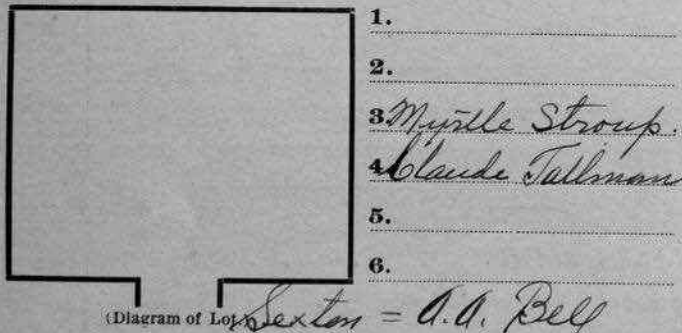 1.
2.
3. Myrtle Stroup.
4. Claude Tallman
5.
6.
(Diagram of Lot Sexton = A.A. Bell